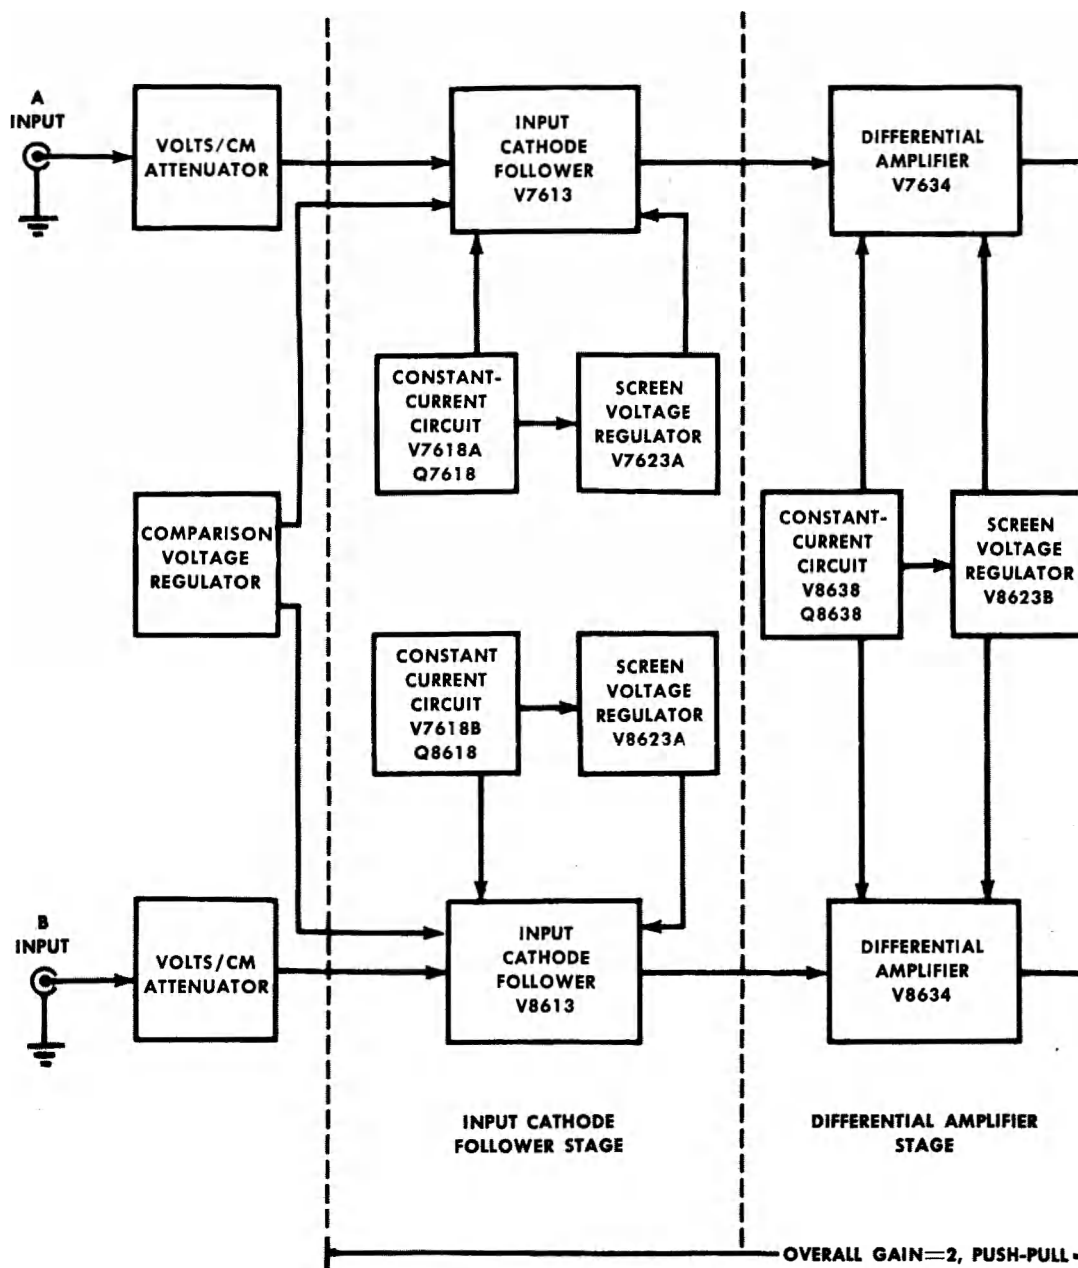 A
INPUT
VOLTS/CM
ATTENUATOR
INPUT
CATHODE
FOLLOWER
V7613
DIFFERENTIAL
AMPLIFIER
V7634
CONSTANT-
CURRENT
CIRCUIT
V7618A
Q7618
SCREEN
VOLTAGE
REGULATOR
V7623A
COMPARISON
VOLTAGE
REGULATOR
CONSTANT-
CURRENT
CIRCUIT
V8638
Q8638
SCREEN
VOLTAGE
REGULATOR
V8623B
CONSTANT
CURRENT
CIRCUIT
V7618B
Q8618
SCREEN
VOLTAGE
REGULATOR
V8623A
B
INPUT
VOLTS/CM
ATTENUATOR
INPUT
CATHODE
FOLLOWER
V8613
DIFFERENTIAL
AMPLIFIER
V8634
INPUT CATHODE
FOLLOWER STAGE
DIFFERENTIAL AMPLIFIER
STAGE
OVERALL GAIN=2, PUSH-PULL